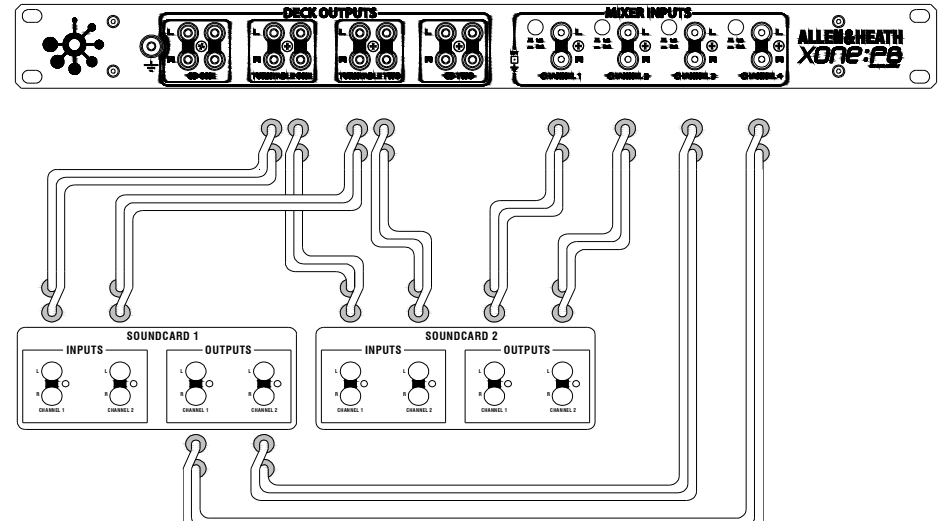 DECK OUTPUTS
MIXER INPUTS
ALLEN&HEATH
XONE:
L
R
CHANNEL 1
CHANNEL 2
CHANNEL 3
CHANNEL 4
SOUNDCARD 1
INPUTS
OUTPUTS
L
R
CHANNEL 1
L
R
CHANNEL 2
L
R
CHANNEL 1
L
R
CHANNEL 2
SOUNDCARD 2
INPUTS
OUTPUTS
L
R
CHANNEL 1
L
R
CHANNEL 2
L
R
CHANNEL 1
L
R
CHANNEL 2